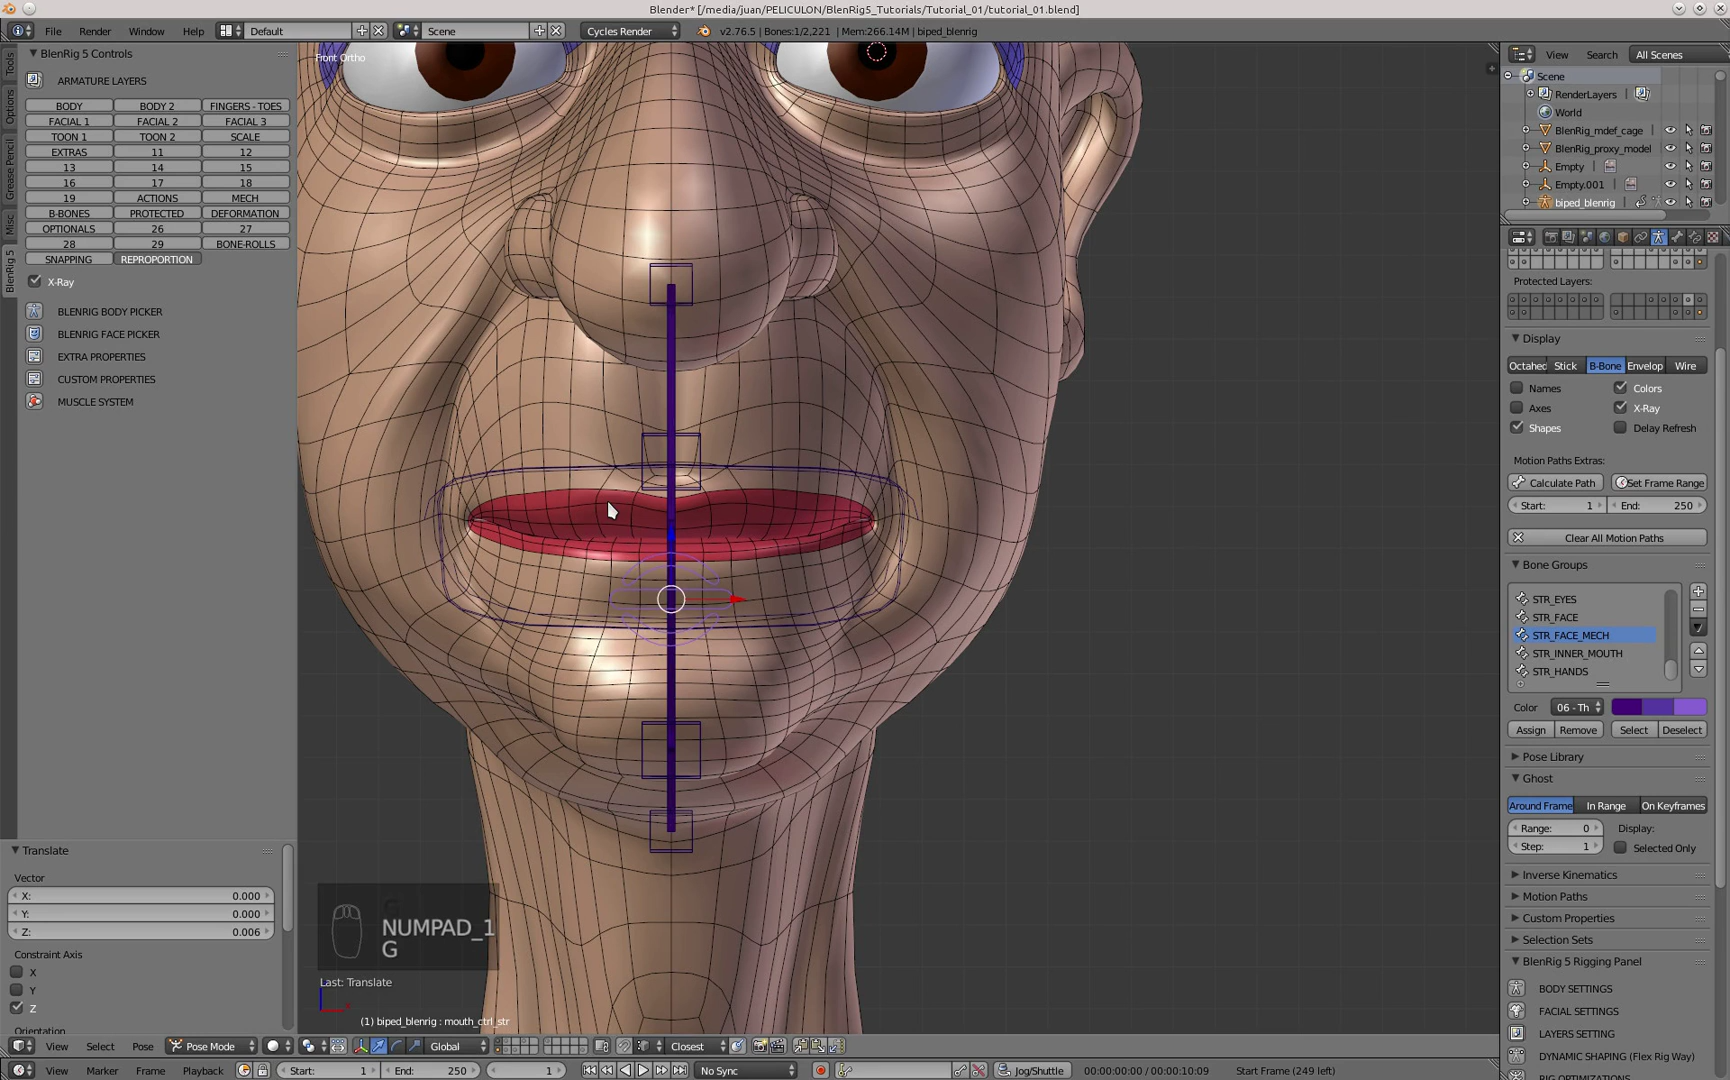 Blender* [/media/juan/PELICULON/BlenRig5_Tutorials/Tutorial_01/tutorial_01.blend]
File Render Window Help Default Scene Cycles Render v2.76.5 | Bones:1/2,221 | Mem:266.14M | biped_blenrig
BlenRig 5 Controls
ARMATURE LAYERS
BODY BODY 2 FINGERS - TOES
FACIAL 1 FACIAL 2 FACIAL 3
TOON 1 TOON 2 SCALE
EXTRAS 11 12
13 14 15
16 17 18
19 ACTIONS MECH
B-BONES PROTECTED DEFORMATION
OPTIONALS 26 27
28 29 BONE-ROLLS
SNAPPING REPROPORTION
X-Ray
BLENRIG BODY PICKER
BLENRIG FACE PICKER
EXTRA PROPERTIES
CUSTOM PROPERTIES
MUSCLE SYSTEM
Tools
Options
Grease Pencil
Misc
BlenRig 5
Translate
Vector
X: 0.000
Y: 0.000
Z: 0.006
Constraint Axis
X
Y
Z
Orientation
Front Ortho
NUMPAD_1
G
Last: Translate
(1) biped_blenrig : mouth_ctrl_str
View Select Pose Pose Mode Global Closest
View Marker Frame Playback Start: 1 End: 250 1 No Sync Jog/Shuttle 00:00:00:00 / 00:00:10:09 Start Frame (249 left)
View Search All Scenes
Scene
RenderLayers
World
BlenRig_mdef_cage
BlenRig_proxy_model
Empty
Empty.001
biped_blenrig
Protected Layers:
Display
Octahed Stick B-Bone Envelop Wire
Names Colors
Axes X-Ray
Shapes Delay Refresh
Motion Paths Extras:
Calculate Path Set Frame Range
Start: 1 End: 250
Clear All Motion Paths
Bone Groups
STR_EYES
STR_FACE
STR_FACE_MECH
STR_INNER_MOUTH
STR_HANDS
Color 06 - Th
Assign Remove Select Deselect
Pose Library
Ghost
Around Frame In Range On Keyframes
Range: 0 Display:
Step: 1 Selected Only
Inverse Kinematics
Motion Paths
Custom Properties
Selection Sets
BlenRig 5 Rigging Panel
BODY SETTINGS
FACIAL SETTINGS
LAYERS SETTING
DYNAMIC SHAPING (Flex Rig Way)
RIG OPTIMIZATIONS